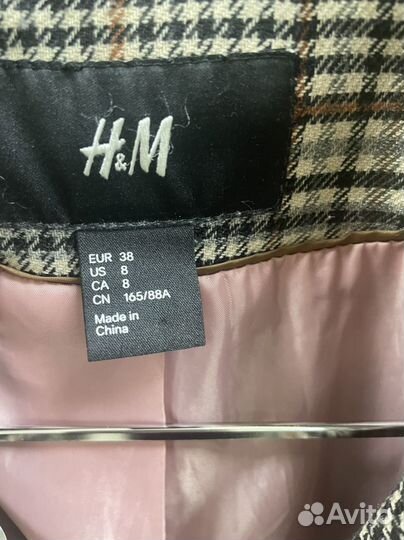 H&M
EUR 38
US 8
CA 8
CN 165/88A
Made in
China
Avito